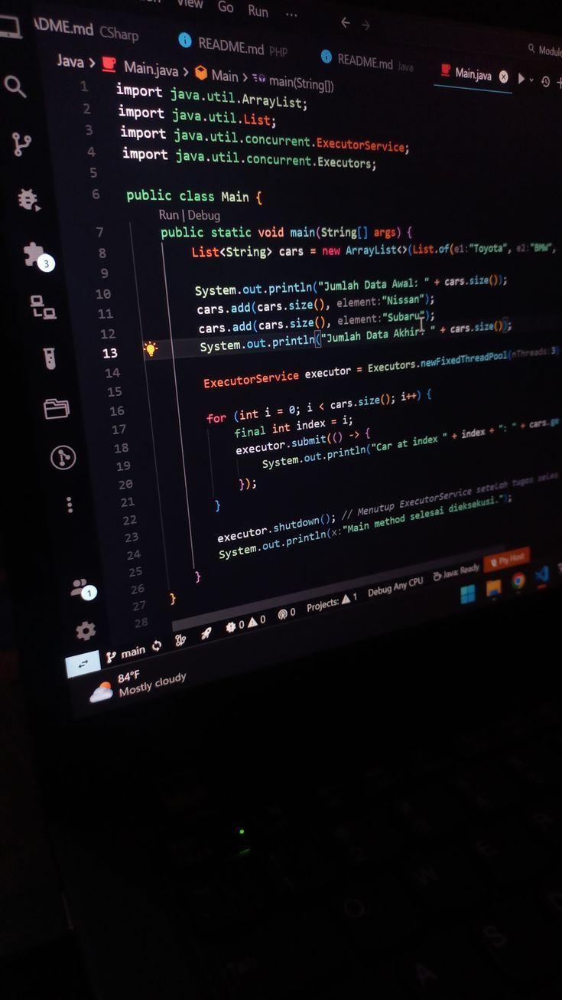 View Go Run ...
README.md CSharp README.md PHP README.md Java Main.java
Java > Main.java > Main > main(String[])
1 import java.util.ArrayList;
2 import java.util.List;
3 import java.util.concurrent.ExecutorService;
4 import java.util.concurrent.Executors;
5
6 public class Main {
Run | Debug
7 public static void main(String[] args) {
8 List<String> cars = new ArrayList<>(List.of(e1:"Toyota", e2:"BMW",
9
10 System.out.println("Jumlah Data Awal: " + cars.size());
11 cars.add(cars.size(), element:"Nissan");
12 cars.add(cars.size(), element:"Subaru");
13 System.out.println("Jumlah Data Akhir: " + cars.size());
14
15 ExecutorService executor = Executors.newFixedThreadPool(nThreads:3)
16
17 for (int i = 0; i < cars.size(); i++) {
18 final int index = i;
19 executor.submit(() -> {
20 System.out.println("Car at index " + index + ": " + cars.ge
21 });
22 }
23
24 executor.shutdown(); // Menutup ExecutorService setelah tugas
25 System.out.println(x:"Main method selesai dieksekusi.");
26 }
27 }
28
3
1
main 0 0 0 Projects: 1 Debug Any CPU Java: Ready
84°F
Mostly cloudy
Q
W
E
R
A
S